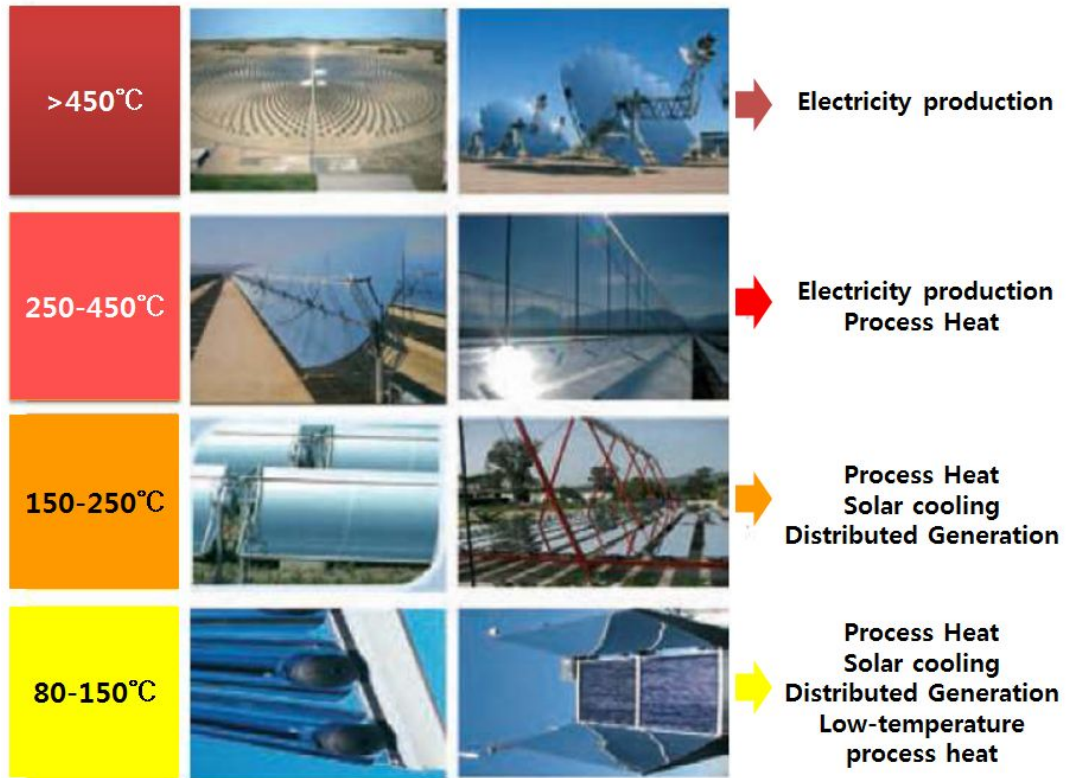 >450℃
Electricity production
250-450℃
Electricity production
Process Heat
150-250℃
Process Heat
Solar cooling
Distributed Generation
80-150℃
Process Heat
Solar cooling
Distributed Generation
Low-temperature
process heat